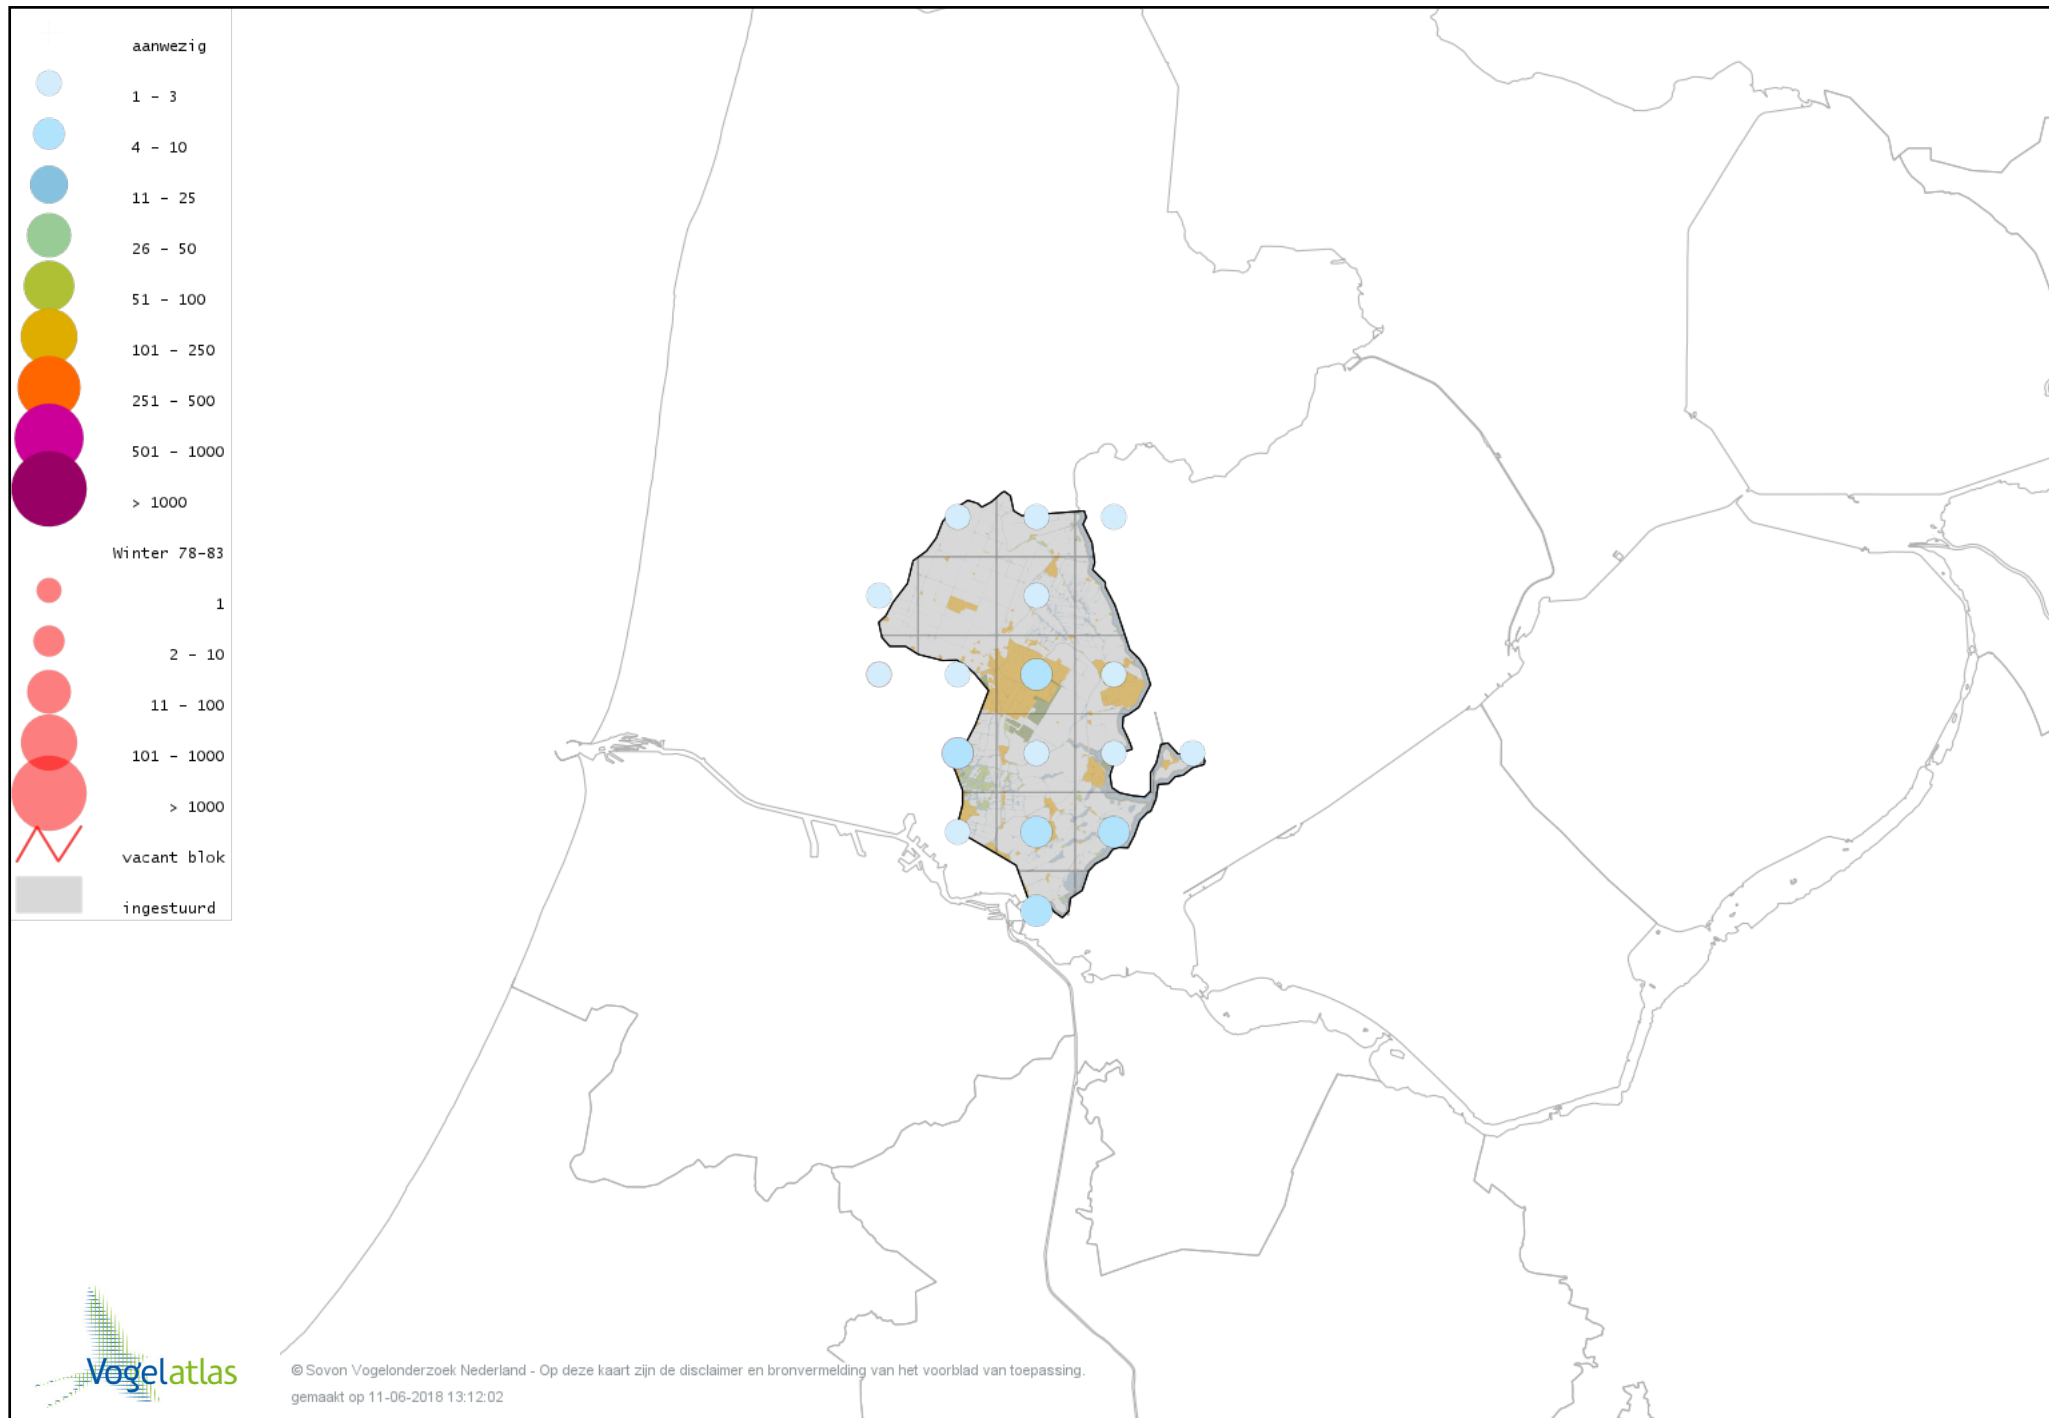 aanwezig
1 - 3
4 - 10
11 - 25
26 - 50
51 - 100
101 - 250
251 - 500
501 - 1000
> 1000
Winter 78-83
1
2 - 10
11 - 100
101 - 1000
> 1000
vacant blok
ingestuurd
Vogelatlas
© Sovon Vogelonderzoek Nederland - Op deze kaart zijn de disclaimer en bronvermelding van het voorblad van toepassing.
gemaakt op 11-06-2018 13:12:02